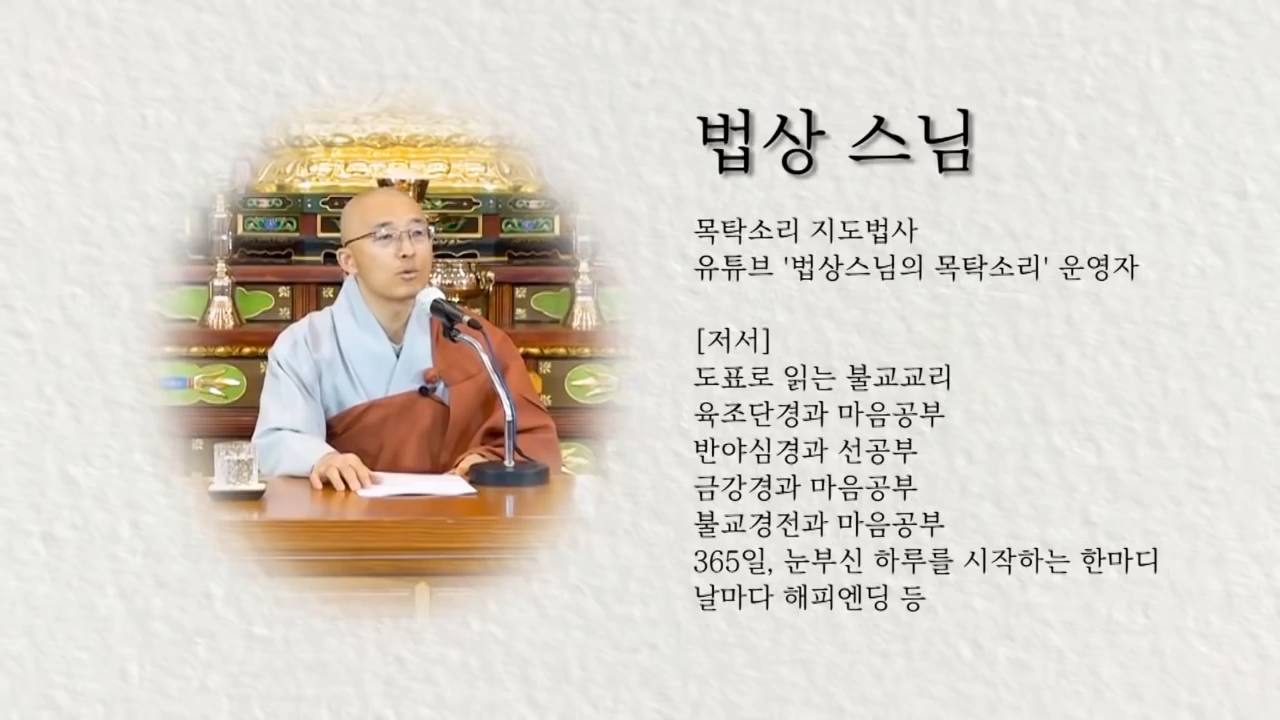 법상 스님
목탁소리 지도법사
유튜브 '법상스님의 목탁소리' 운영자
[저서]
도표로 읽는 불교교리
육조단경과 마음공부
반야심경과 선공부
금강경과 마음공부
불교경전과 마음공부
365일, 눈부신 하루를 시작하는 한마디
날마다 해피엔딩 등